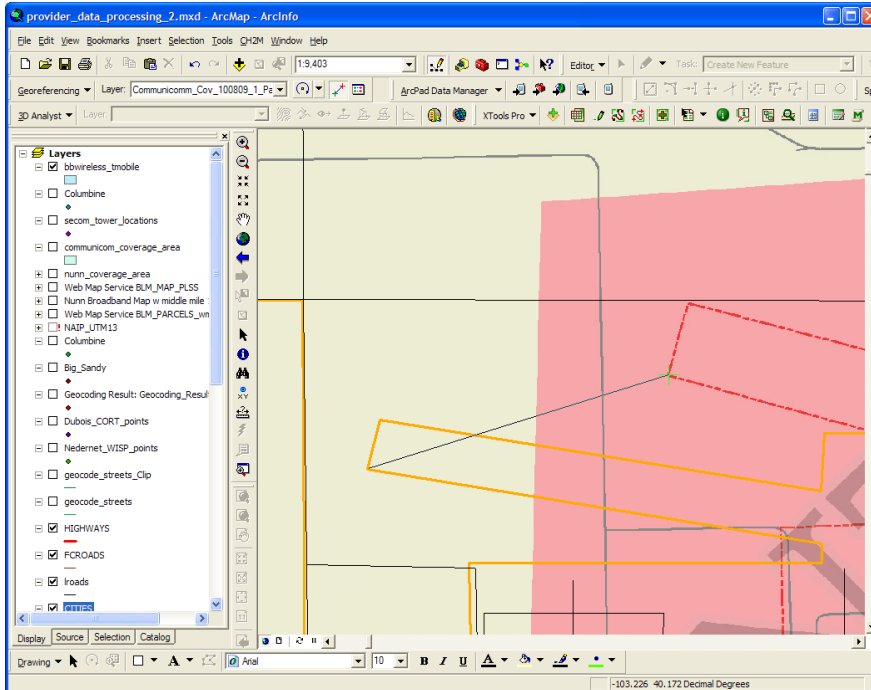 provider_data_processing_2.mxd - ArcMap - ArcInfo
File Edit View Bookmarks Insert Selection Tools CH2M Window Help
1:9,403 Editor Task: Create New Feature
Georeferencing Layer: Communicomm_Cov_100809_1_Pa ArcPad Data Manager Sp
3D Analyst Layer: XTools Pro
Layers
bbwireless_tmobile
Columbine
secom_tower_locations
communicom_coverage_area
nunn_coverage_area
Web Map Service BLM_MAP_PLSS
Nunn Broadband Map w middle mile
Web Map Service BLM_PARCELS_wm
NAIP_UTM13
Columbine
Big_Sandy
Geocoding Result: Geocoding_Resul
Dubois_CORT_points
Nedernet_WISP_points
geocode_streets_Clip
geocode_streets
HIGHWAYS
FCROADS
lroads
CITIES
Display Source Selection Catalog
Drawing A Arial 10 B I U A
-103.226 40.172 Decimal Degrees